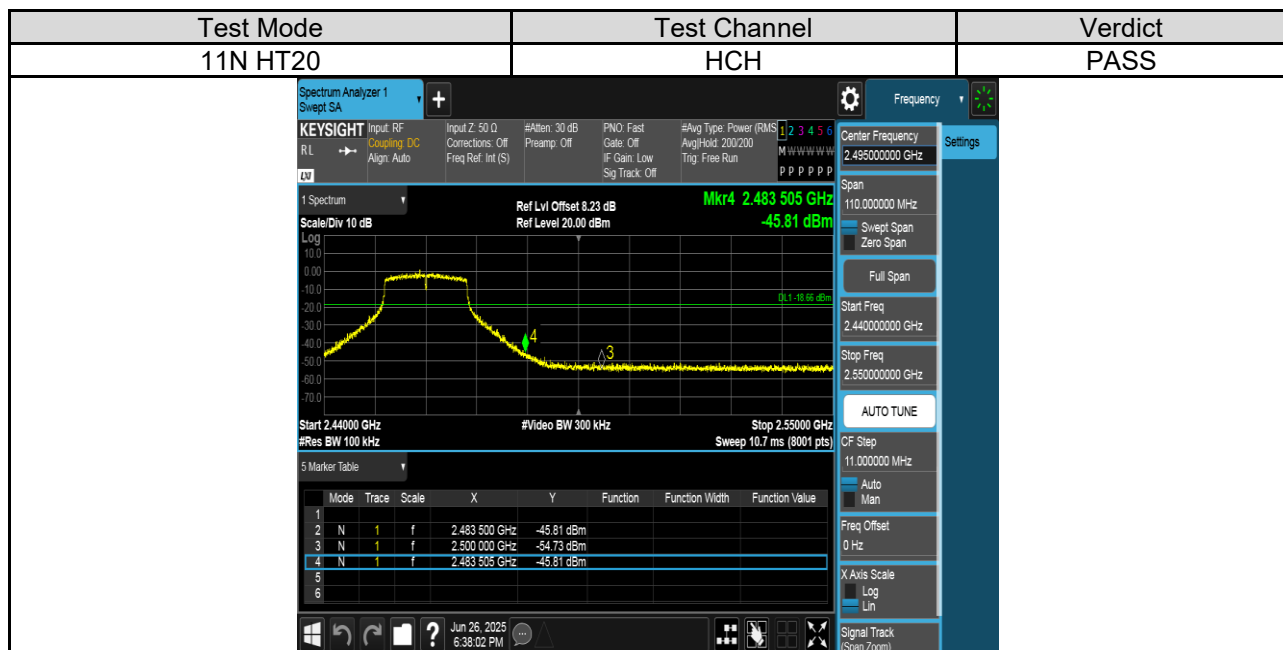 Test Mode Test Channel Verdict
11N HT20 HCH PASS
Spectrum Analyzer 1
Swept SA
Frequency
Settings
KEYSIGHT
RL
LXI
Input: RF
Coupling: DC
Align: Auto
Input Z: 50 Ω
Corrections: Off
Freq Ref: Int (S)
#Atten: 30 dB
Preamp: Off
PNO: Fast
Gate: Off
IF Gain: Low
Sig Track: Off
#Avg Type: Power (RMS
Avg|Hold: 200/200
Trig: Free Run
1 2 3 4 5 6
M W W W W W
P P P P P P
1 Spectrum
Scale/Div 10 dB
Ref Lvl Offset 8.23 dB
Ref Level 20.00 dBm
Mkr4 2.483 505 GHz
-45.81 dBm
Log
10.0
0.00
-10.0
-20.0
-30.0
-40.0
-50.0
-60.0
-70.0
DL1 -18.66 dBm
4
3
Start 2.44000 GHz #Video BW 300 kHz Stop 2.55000 GHz
#Res BW 100 kHz Sweep 10.7 ms (8001 pts)
5 Marker Table
Mode Trace Scale X Y Function Function Width Function Value
1
2 N 1 f 2.483 500 GHz -45.81 dBm
3 N 1 f 2.500 000 GHz -54.73 dBm
4 N 1 f 2.483 505 GHz -45.81 dBm
5
6
Jun 26, 2025
6:38:02 PM
Center Frequency
2.495000000 GHz
Span
110.000000 MHz
Swept Span
Zero Span
Full Span
Start Freq
2.440000000 GHz
Stop Freq
2.550000000 GHz
AUTO TUNE
CF Step
11.000000 MHz
Auto
Man
Freq Offset
0 Hz
X Axis Scale
Log
Lin
Signal Track
(Span Zoom)